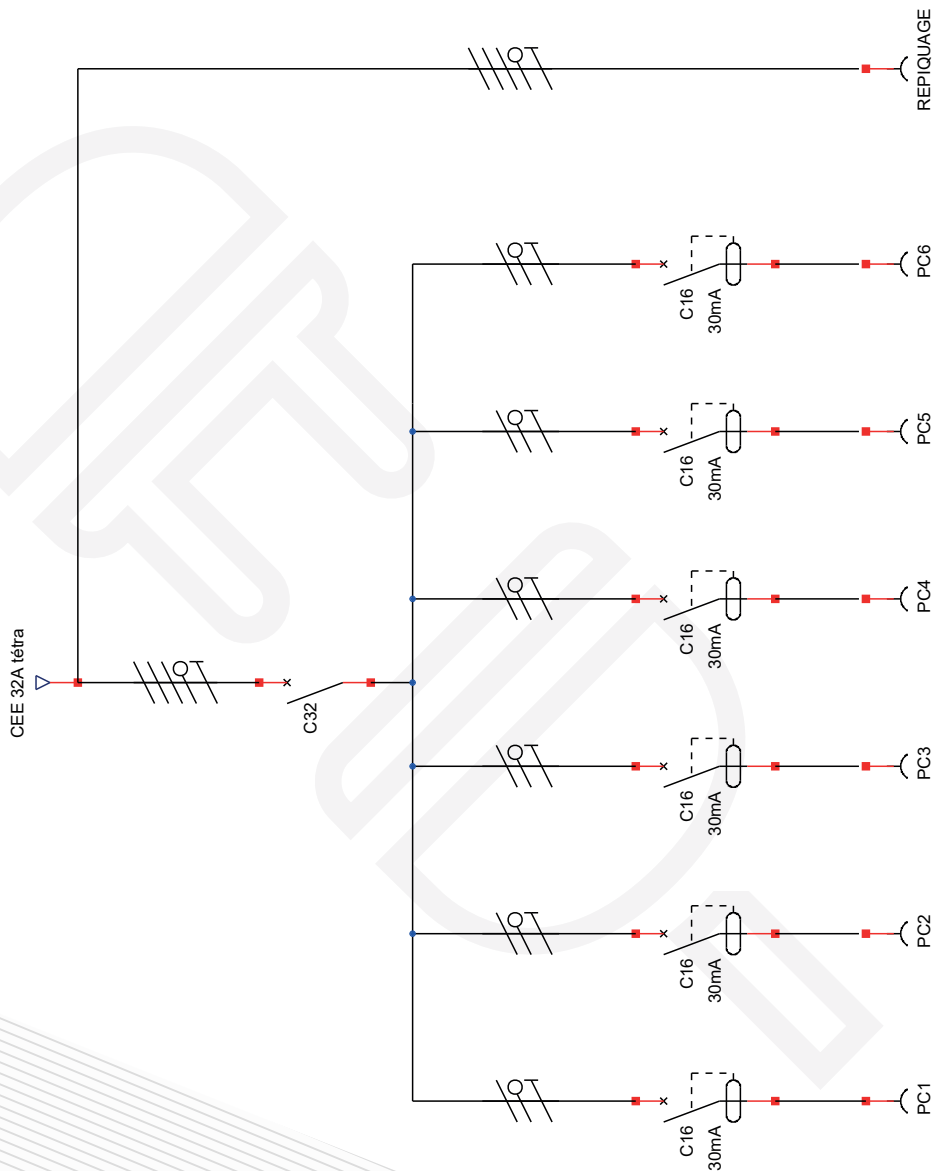 CEE 32A tétra
C32
C16
30mA
C16
30mA
C16
30mA
C16
30mA
C16
30mA
C16
30mA
PC1
PC2
PC3
PC4
PC5
PC6
REPIQUAGE